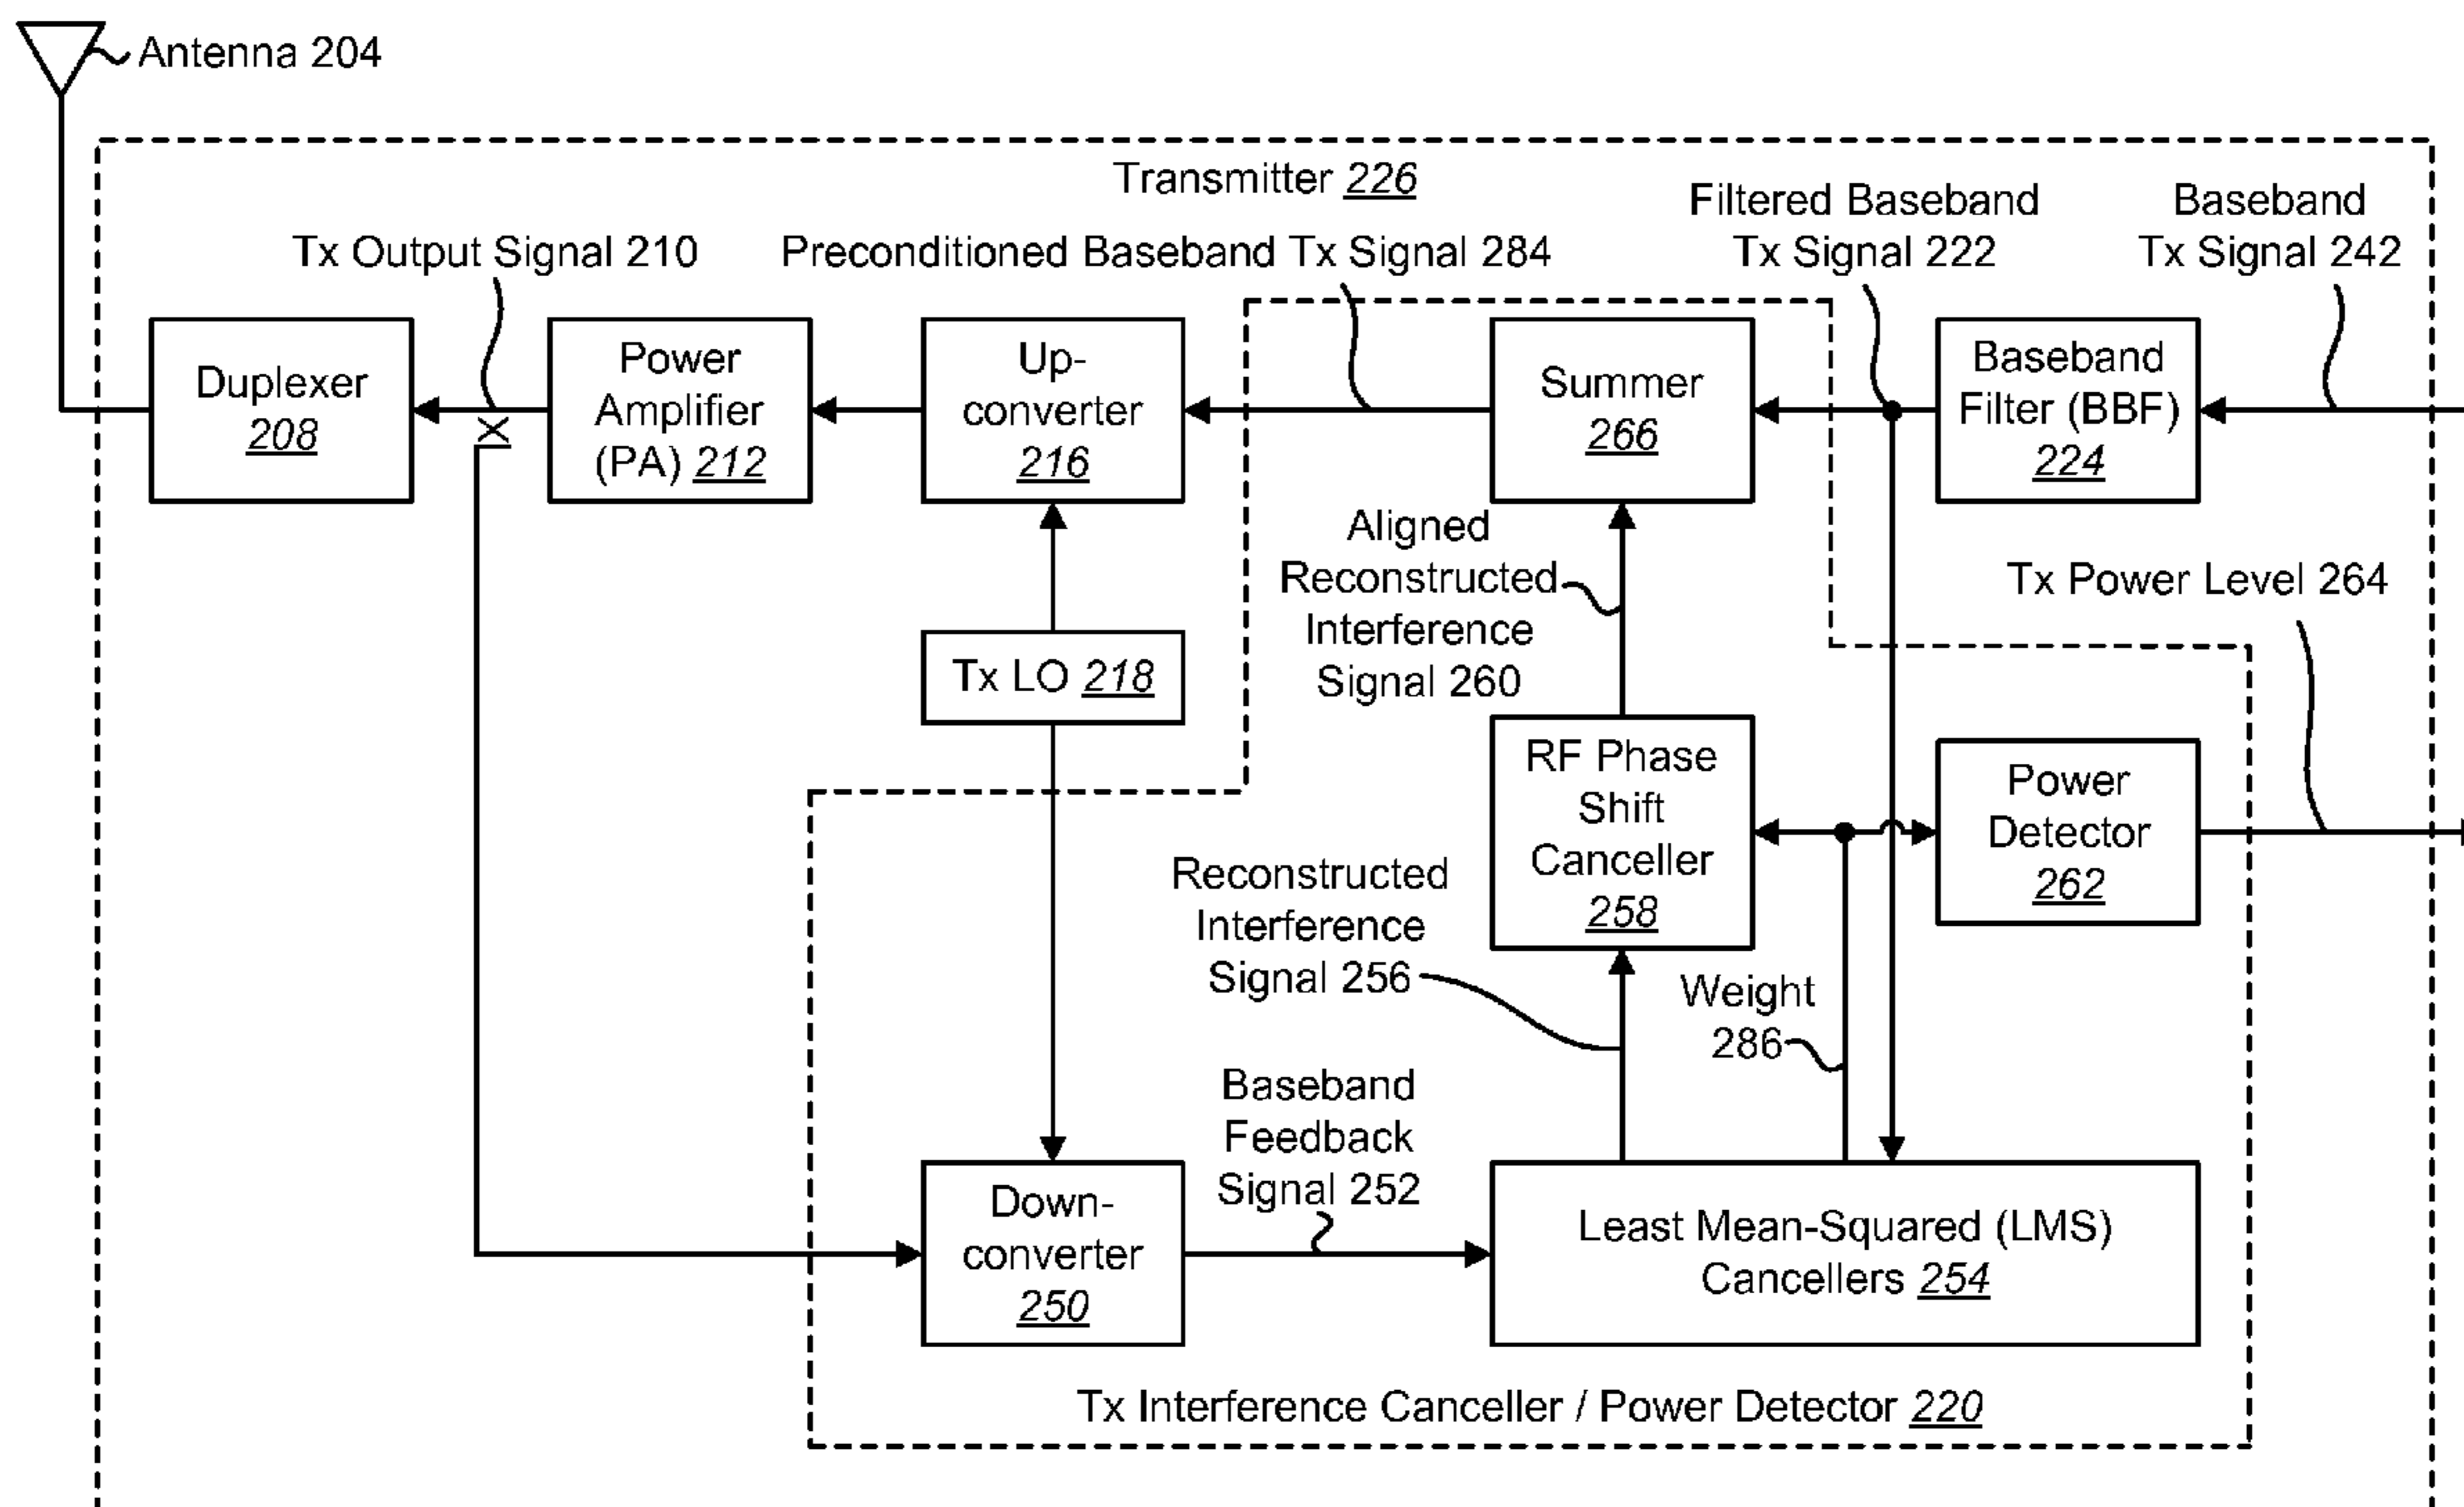 Antenna 204
Transmitter 226
Filtered Baseband
Tx Signal 222
Baseband
Tx Signal 242
Tx Output Signal 210
Preconditioned Baseband Tx Signal 284
Duplexer
208
Power
Amplifier
(PA) 212
Up-
converter
216
Summer
266
Baseband
Filter (BBF)
224
Aligned
Reconstructed
Interference
Signal 260
Tx Power Level 264
Tx LO 218
RF Phase
Shift
Canceller
258
Power
Detector
262
Reconstructed
Interference
Signal 256
Weight
286
Baseband
Feedback
Signal 252
Down-
converter
250
Least Mean-Squared (LMS)
Cancellers 254
Tx Interference Canceller / Power Detector 220